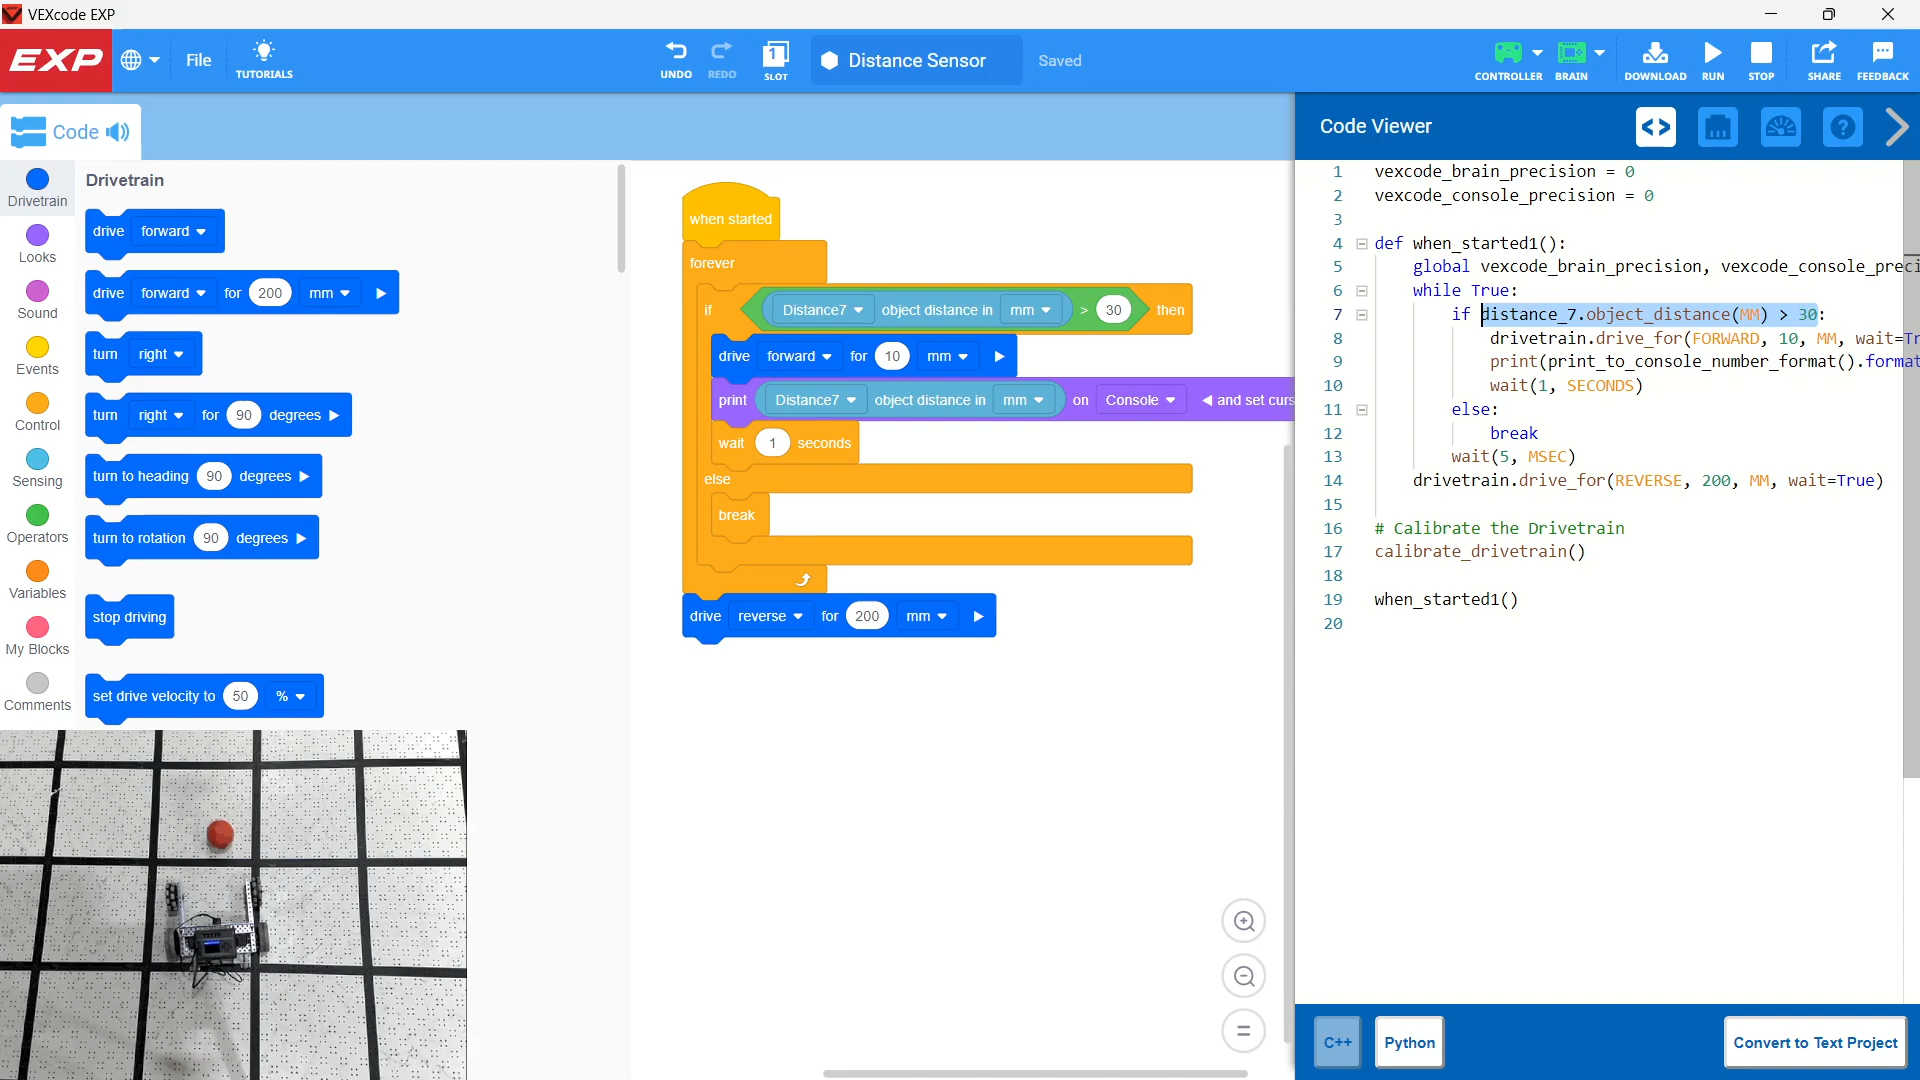 VEXcode EXP
EXP
File
TUTORIALS
UNDO
REDO
1
SLOT
Distance Sensor
Saved
CONTROLLER
BRAIN
DOWNLOAD
RUN
STOP
SHARE
FEEDBACK
Code
Code Viewer
Drivetrain
Looks
Sound
Events
Control
Sensing
Operators
Variables
My Blocks
Comments
Drivetrain
drive forward
drive forward for 200 mm
turn right
turn right for 90 degrees
turn to heading 90 degrees
turn to rotation 90 degrees
stop driving
set drive velocity to 50 %
when started
forever
if Distance7 object distance in mm > 30 then
drive forward for 10 mm
print Distance7 object distance in mm on Console and set curs
wait 1 seconds
else
break
drive reverse for 200 mm
1 vexcode_brain_precision = 0
2 vexcode_console_precision = 0
3
4 def when_started1():
5 global vexcode_brain_precision, vexcode_console_preci
6 while True:
7 if distance_7.object_distance(MM) > 30:
8 drivetrain.drive_for(FORWARD, 10, MM, wait=Tr
9 print(print_to_console_number_format().format
10 wait(1, SECONDS)
11 else:
12 break
13 wait(5, MSEC)
14 drivetrain.drive_for(REVERSE, 200, MM, wait=True)
15
16 # Calibrate the Drivetrain
17 calibrate_drivetrain()
18
19 when_started1()
20
C++
Python
Convert to Text Project